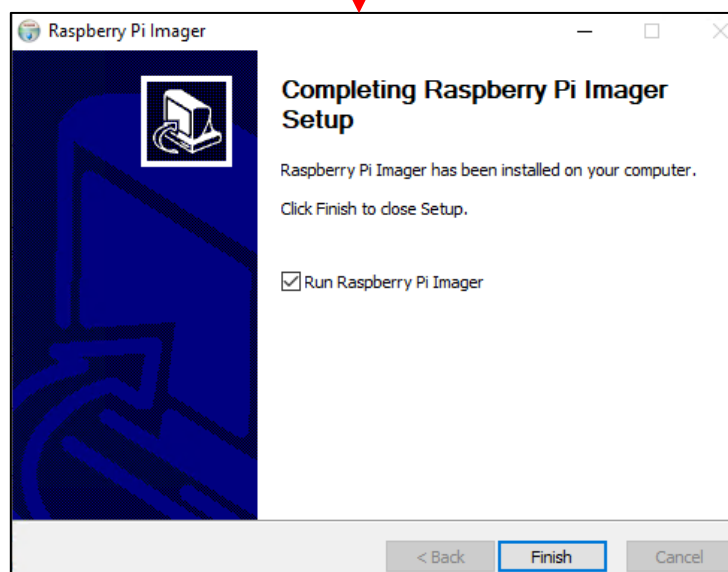 Raspberry Pi Imager
Completing Raspberry Pi Imager
Setup
Raspberry Pi Imager has been installed on your computer.
Click Finish to close Setup.
Run Raspberry Pi Imager
< Back Finish Cancel